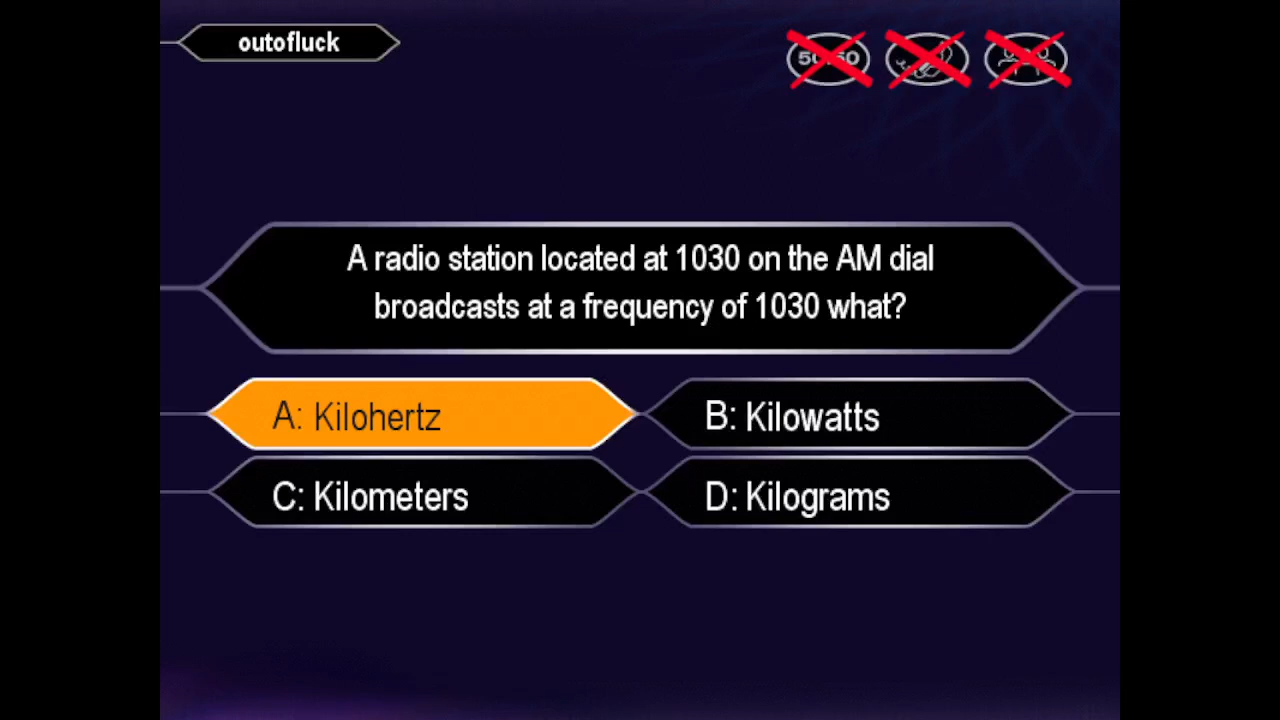 outofluck
50:50
A radio station located at 1030 on the AM dial
broadcasts at a frequency of 1030 what?
A: Kilohertz
B: Kilowatts
C: Kilometers
D: Kilograms